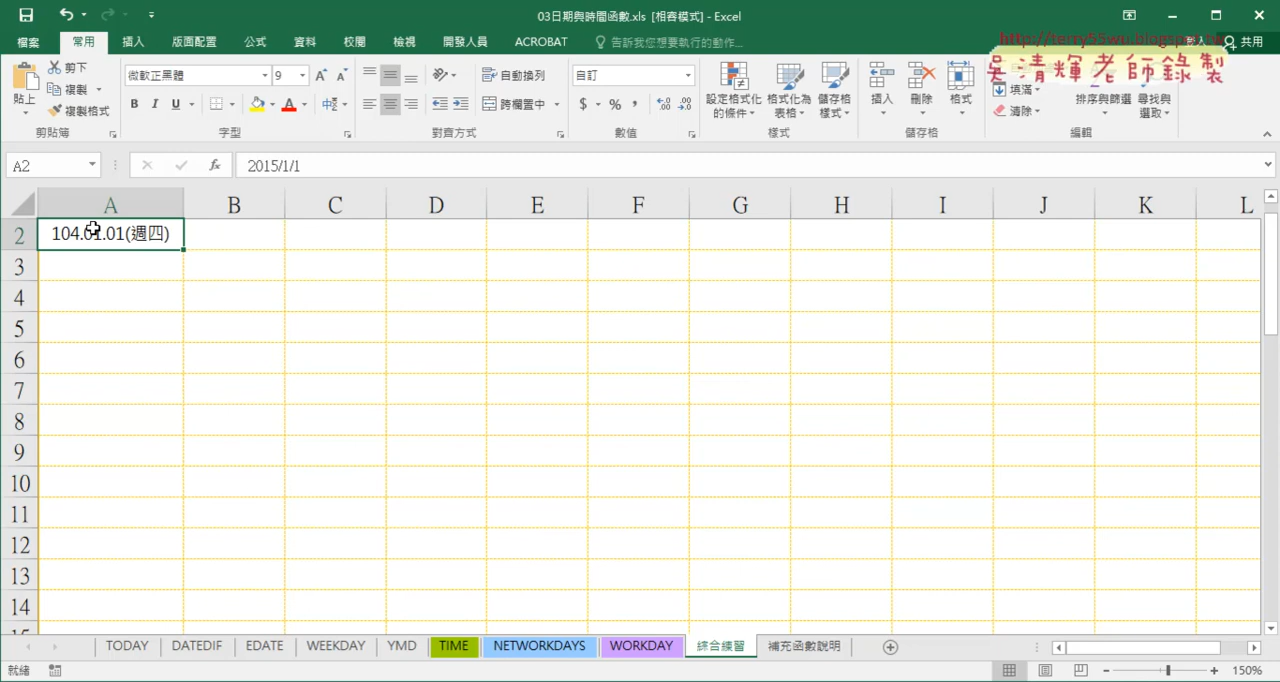 03日期與時間函數.xls [相容模式] - Excel
http://terry55wu.blogspot.tw
吳清輝老師錄製
檔案 常用 插入 版面配置 公式 資料 校閱 檢視 開發人員 ACROBAT 告訴我您想要執行的動作... 共用
貼上 剪下 複製 複製格式 剪貼簿
微軟正黑體 9 B I U A A A 中 字型
自動換列 跨欄置中 對齊方式
自訂 $ % , 數值
設定格式化的條件 格式化為表格 儲存格樣式 樣式
插入 刪除 格式 儲存格
填滿 清除 排序與篩選 尋找與選取 編輯
A2 fx 2015/1/1
A B C D E F G H I J K L
2 104.01.01(週四)
3
4
5
6
7
8
9
10
11
12
13
14
TODAY DATEDIF EDATE WEEKDAY YMD TIME NETWORKDAYS WORKDAY 綜合練習 補充函數說明
就緒 150%